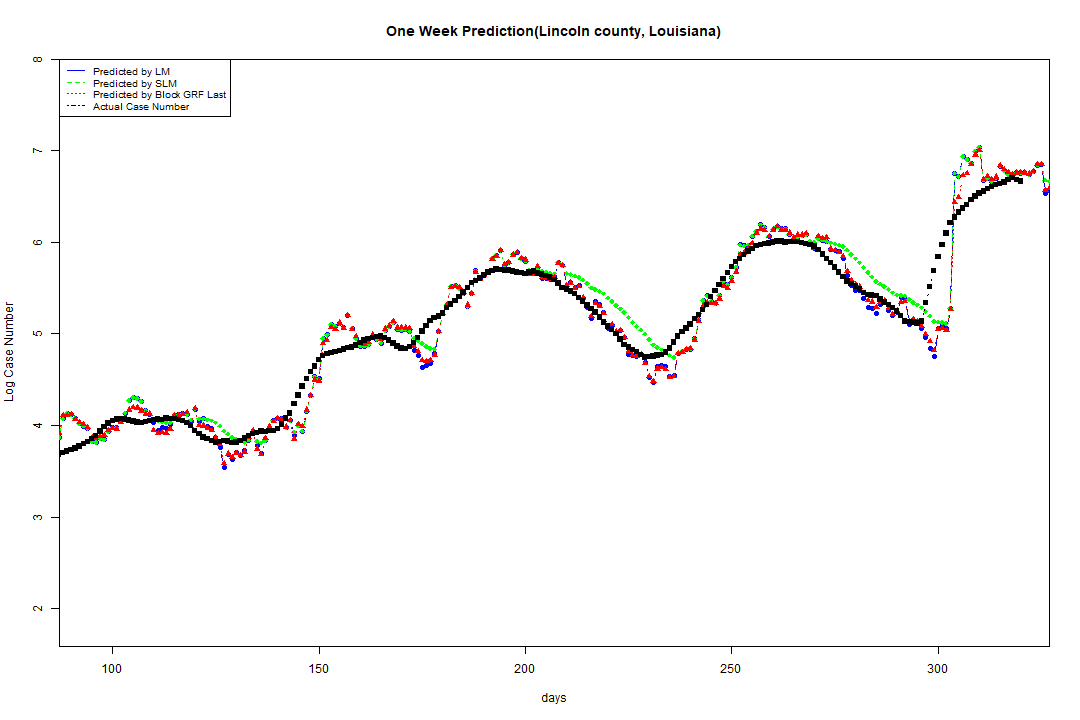 One Week Prediction(Lincoln county, Louisiana)
Predicted by LM
Predicted by SLM
Predicted by Block GRF Last
Actual Case Number
Log Case Number
8
7
6
5
4
3
2
100 150 200 250 300
days